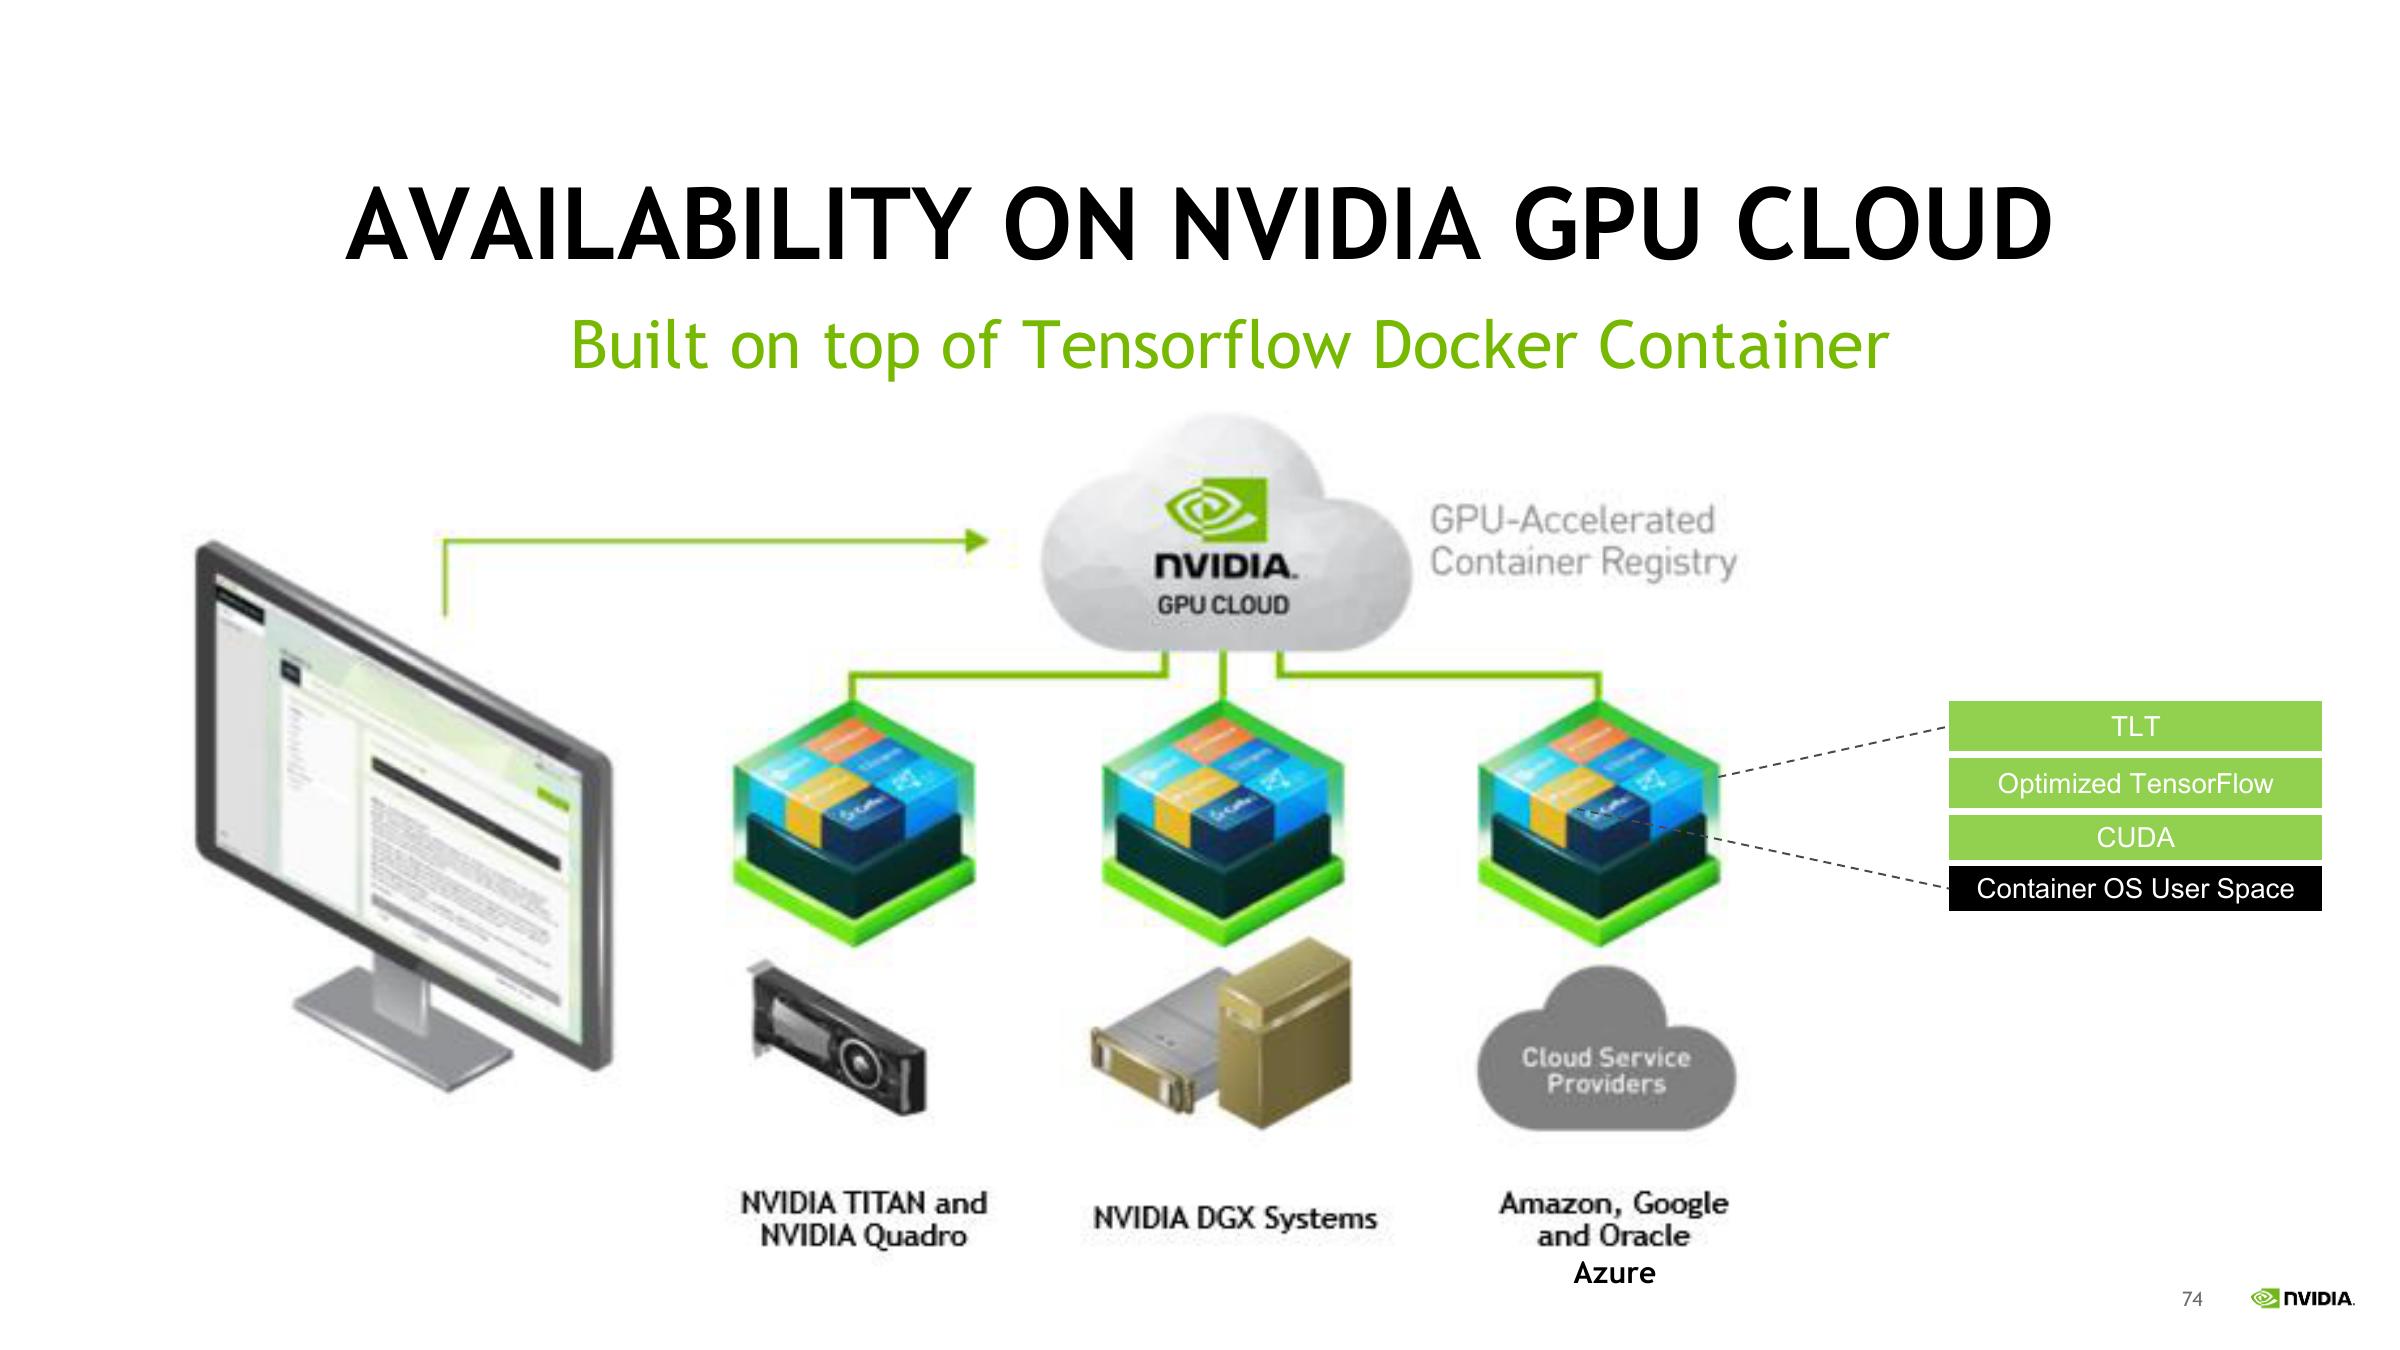 AVAILABILITY ON NVIDIA GPU CLOUD
Built on top of Tensorflow Docker Container
NVIDIA.
GPU CLOUD
GPU-Accelerated
Container Registry
TLT
Optimized TensorFlow
CUDA
Container OS User Space
Cloud Service
Providers
NVIDIA TITAN and
NVIDIA Quadro
NVIDIA DGX Systems
Amazon, Google
and Oracle
Azure
74
NVIDIA.